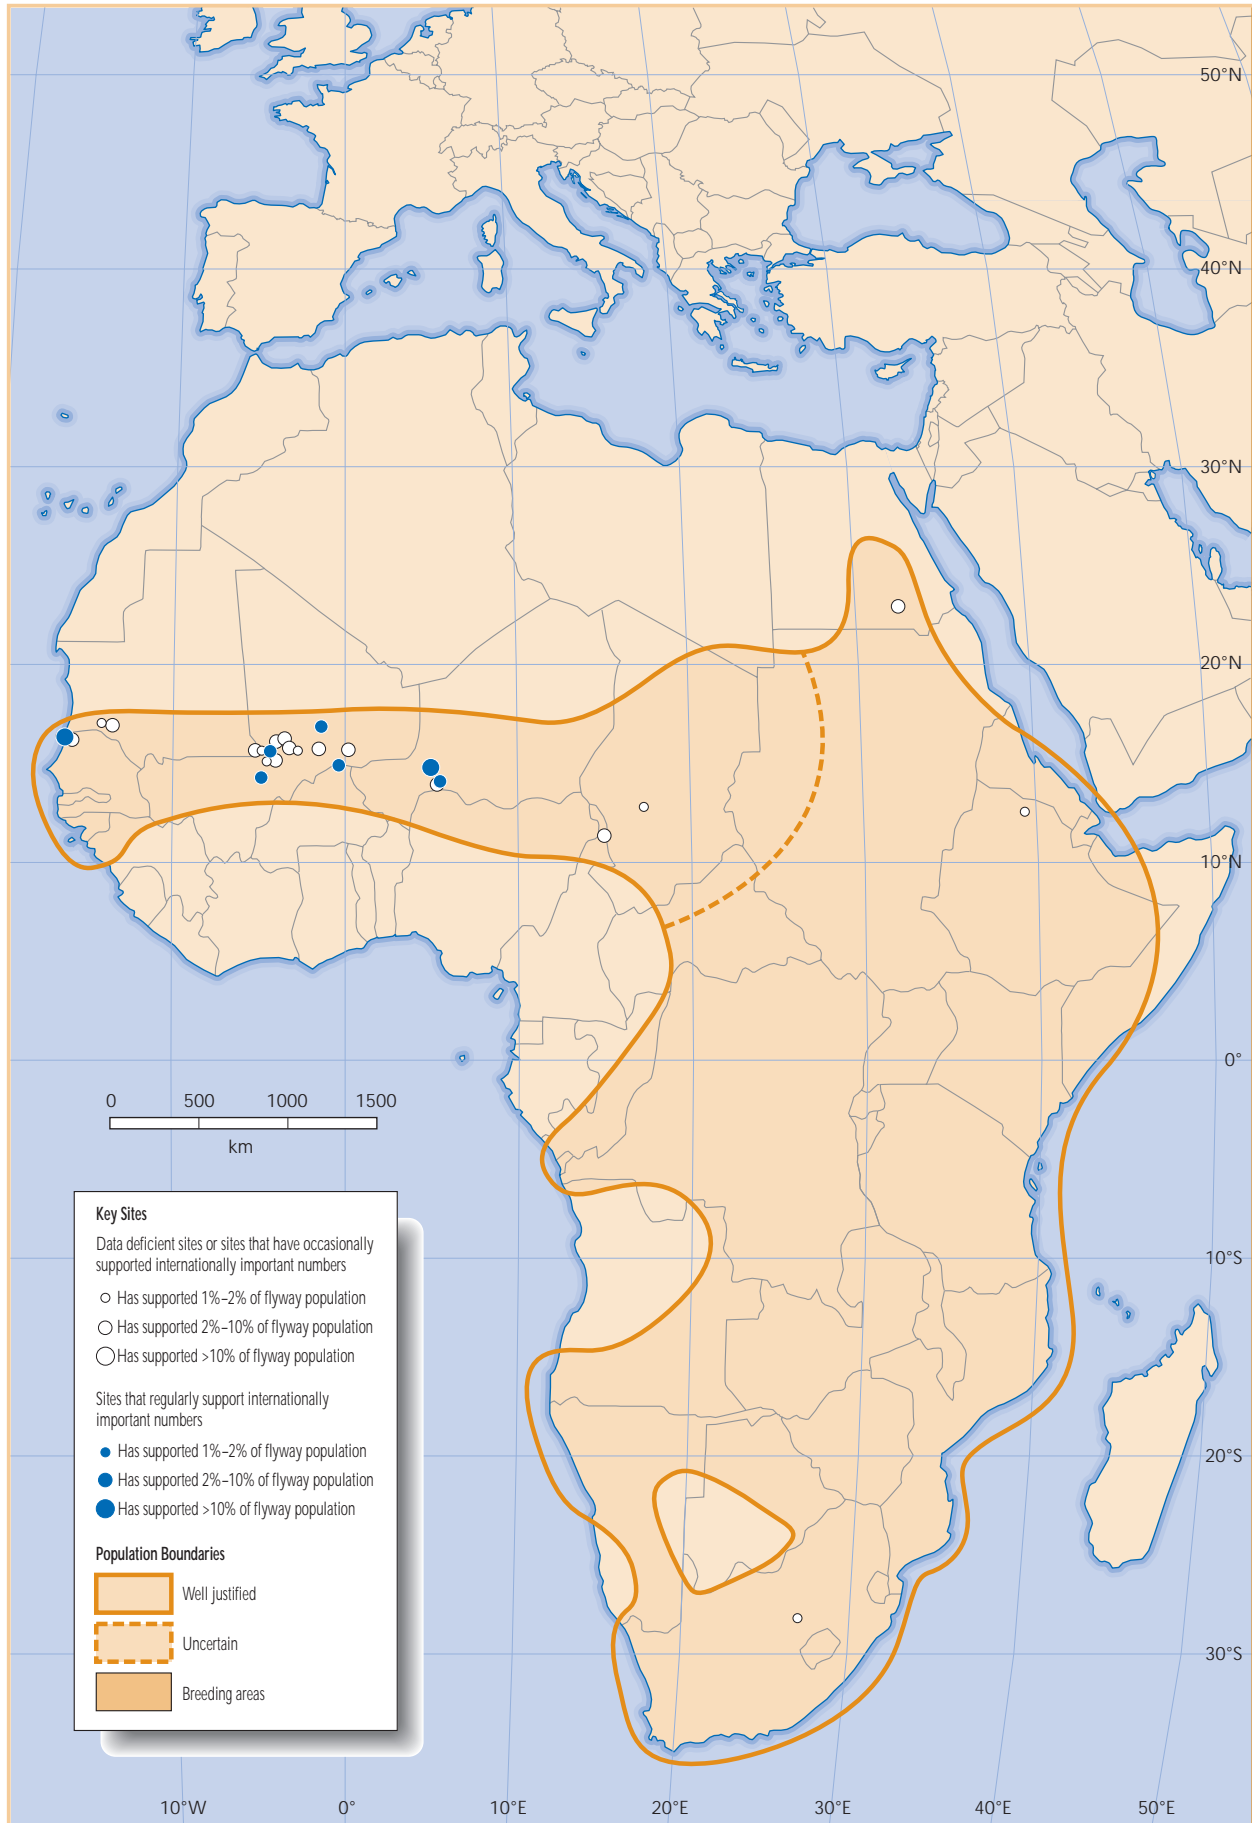 50°N
40°N
30°N
20°N
10°N
0°
10°S
20°S
30°S
0 500 1000 1500
km
Key Sites
Data deficient sites or sites that have occasionally
supported internationally important numbers
Has supported 1%–2% of flyway population
Has supported 2%–10% of flyway population
Has supported >10% of flyway population
Sites that regularly support internationally
important numbers
Has supported 1%–2% of flyway population
Has supported 2%–10% of flyway population
Has supported >10% of flyway population
Population Boundaries
Well justified
Uncertain
Breeding areas
10°W 0° 10°E 20°E 30°E 40°E 50°E